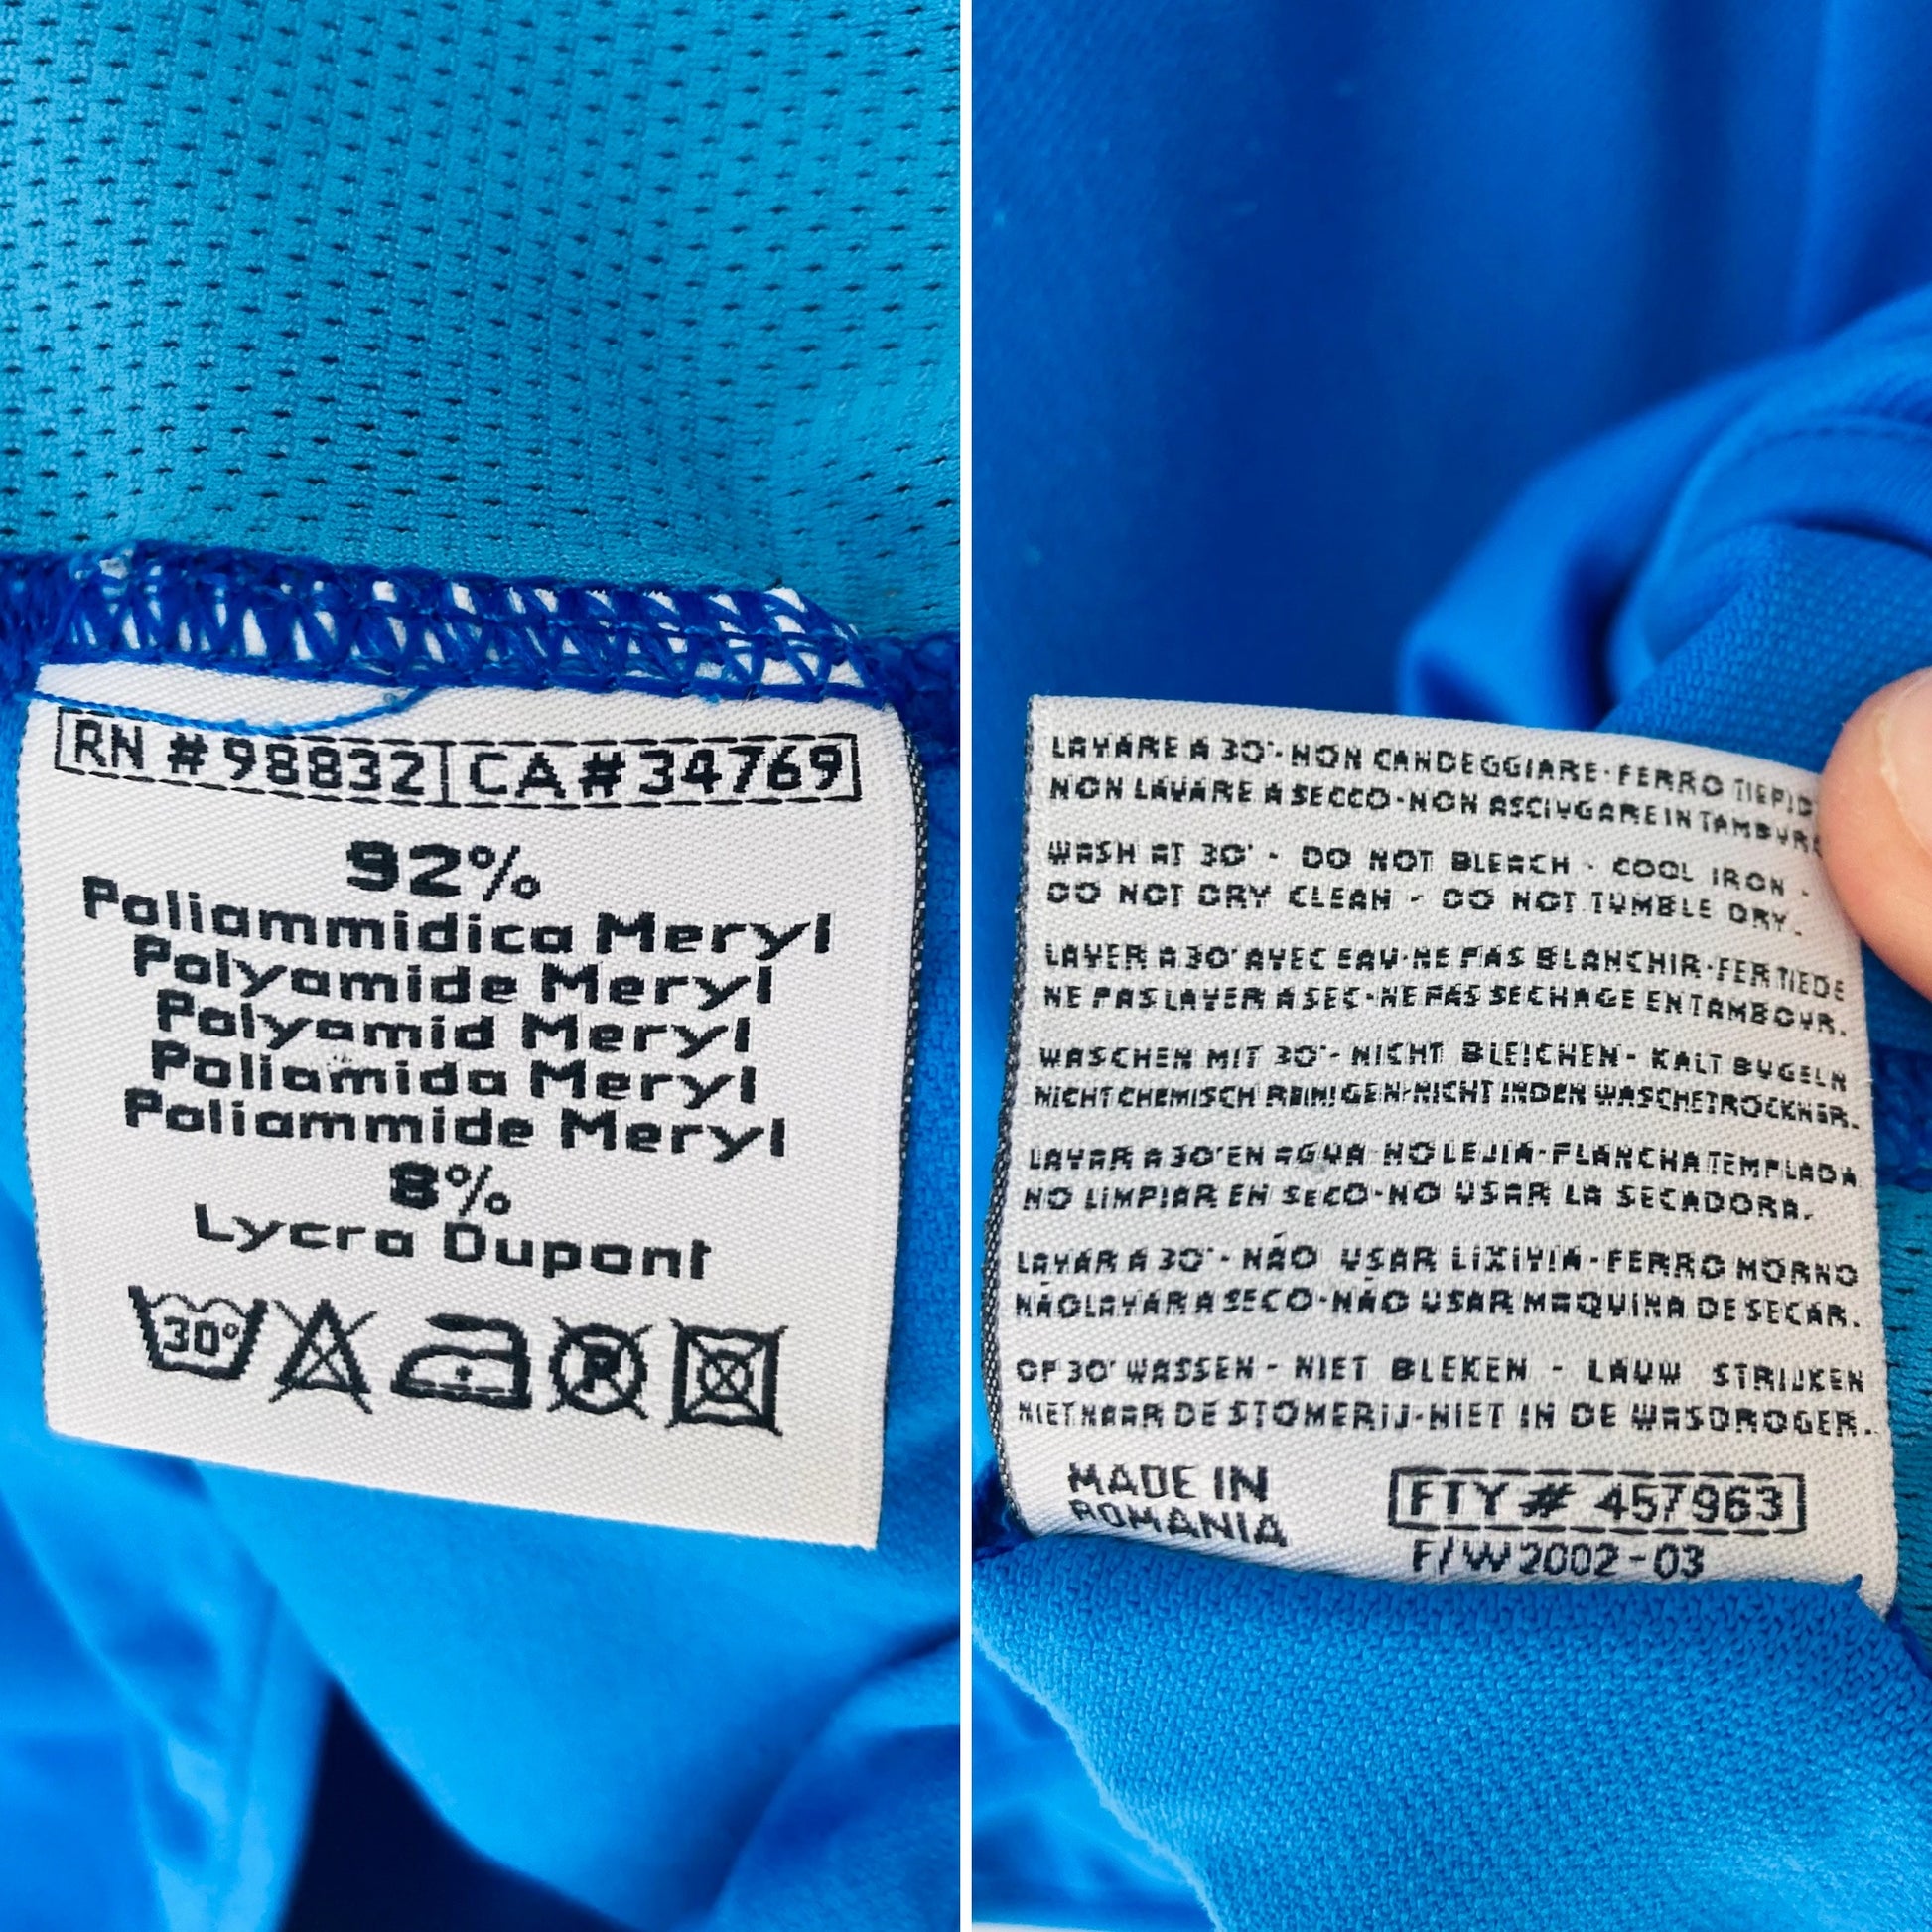 RN # 98832 CA # 34769
92%
Poliammidica Meryl
Polyamide Meryl
Polyamid Meryl
Poliamida Meryl
Poliammide Meryl
8%
Lycra Dupont
30°
P
LAVARE A 30°-NON CANDEGGIARE-FERRO
NON LAVARE A SECCO-NON ASCIUGARE IN
WASH AT 30° - DO NOT BLEACH - COOL IRON -
DO NOT DRY CLEAN - DO NOT TUMBLE DRY.
LAVER A 30° AVEC EAU-NE PAS BLANCHIR-FER TIEDE
NE PAS LAVER A SEC-NE PAS SECHAGE EN TAMBOUR.
WASCHEN MIT 30°- NICHT BLEICHEN- KALT BUGELN
NICHT CHEMISCH REINIGEN-NICHT IN DEN WASCHETROCKNER.
LAVAR A 30° EN AGUA-NO LEJIA-PLANCHA TEMPLADA
NO LIMPIAR EN SECO-NO USAR LA SECADORA.
LAVAR A 30°- NÃO USAR LIXIVIA-FERRO MORNO
NÃO LAVAR A SECO-NÃO USAR MAQUINA DE SECAR.
OP 30° WASSEN - NIET BLEKEN - LAUW STRIJKEN
NIET NAAR DE STOMERIJ-NIET IN DE WASDROGER.
MADE IN
ROMANIA
FTY # 457963
F/W 2002-03